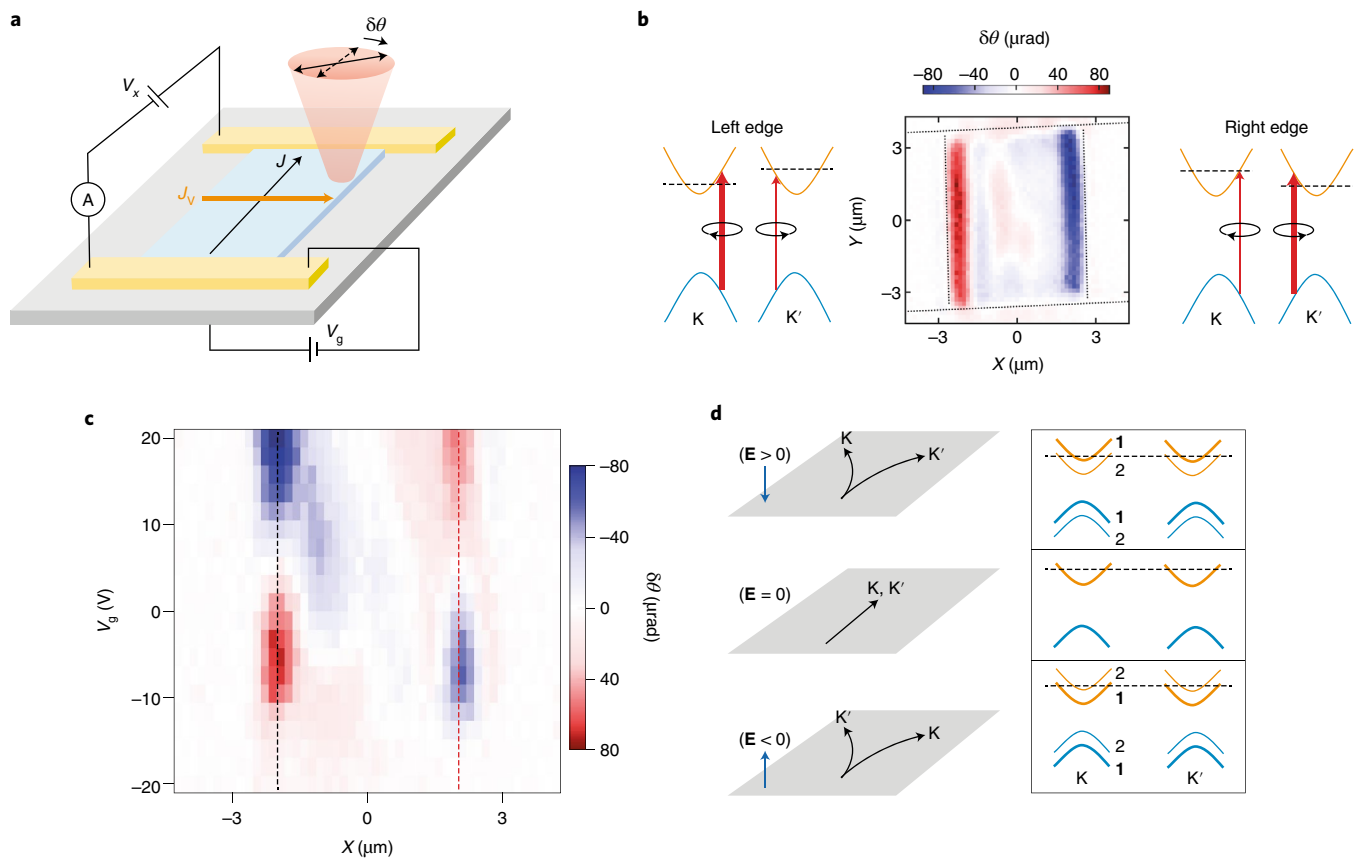 a
δθ
Vx
J
JV
A
Vg
b
δθ (μrad)
−80 −40 0 40 80
Left edge
K K′
Y (μm)
3
0
−3
−3 0 3
X (μm)
Right edge
K K′
c
20
10
0
−10
−20
Vg (V)
−3 0 3
X (μm)
−80
−40
0
40
80
δθ (μrad)
d
(E > 0)
K
K′
1
2
1
2
(E = 0)
K, K′
(E < 0)
K′
K
2
1
2
1
K K′